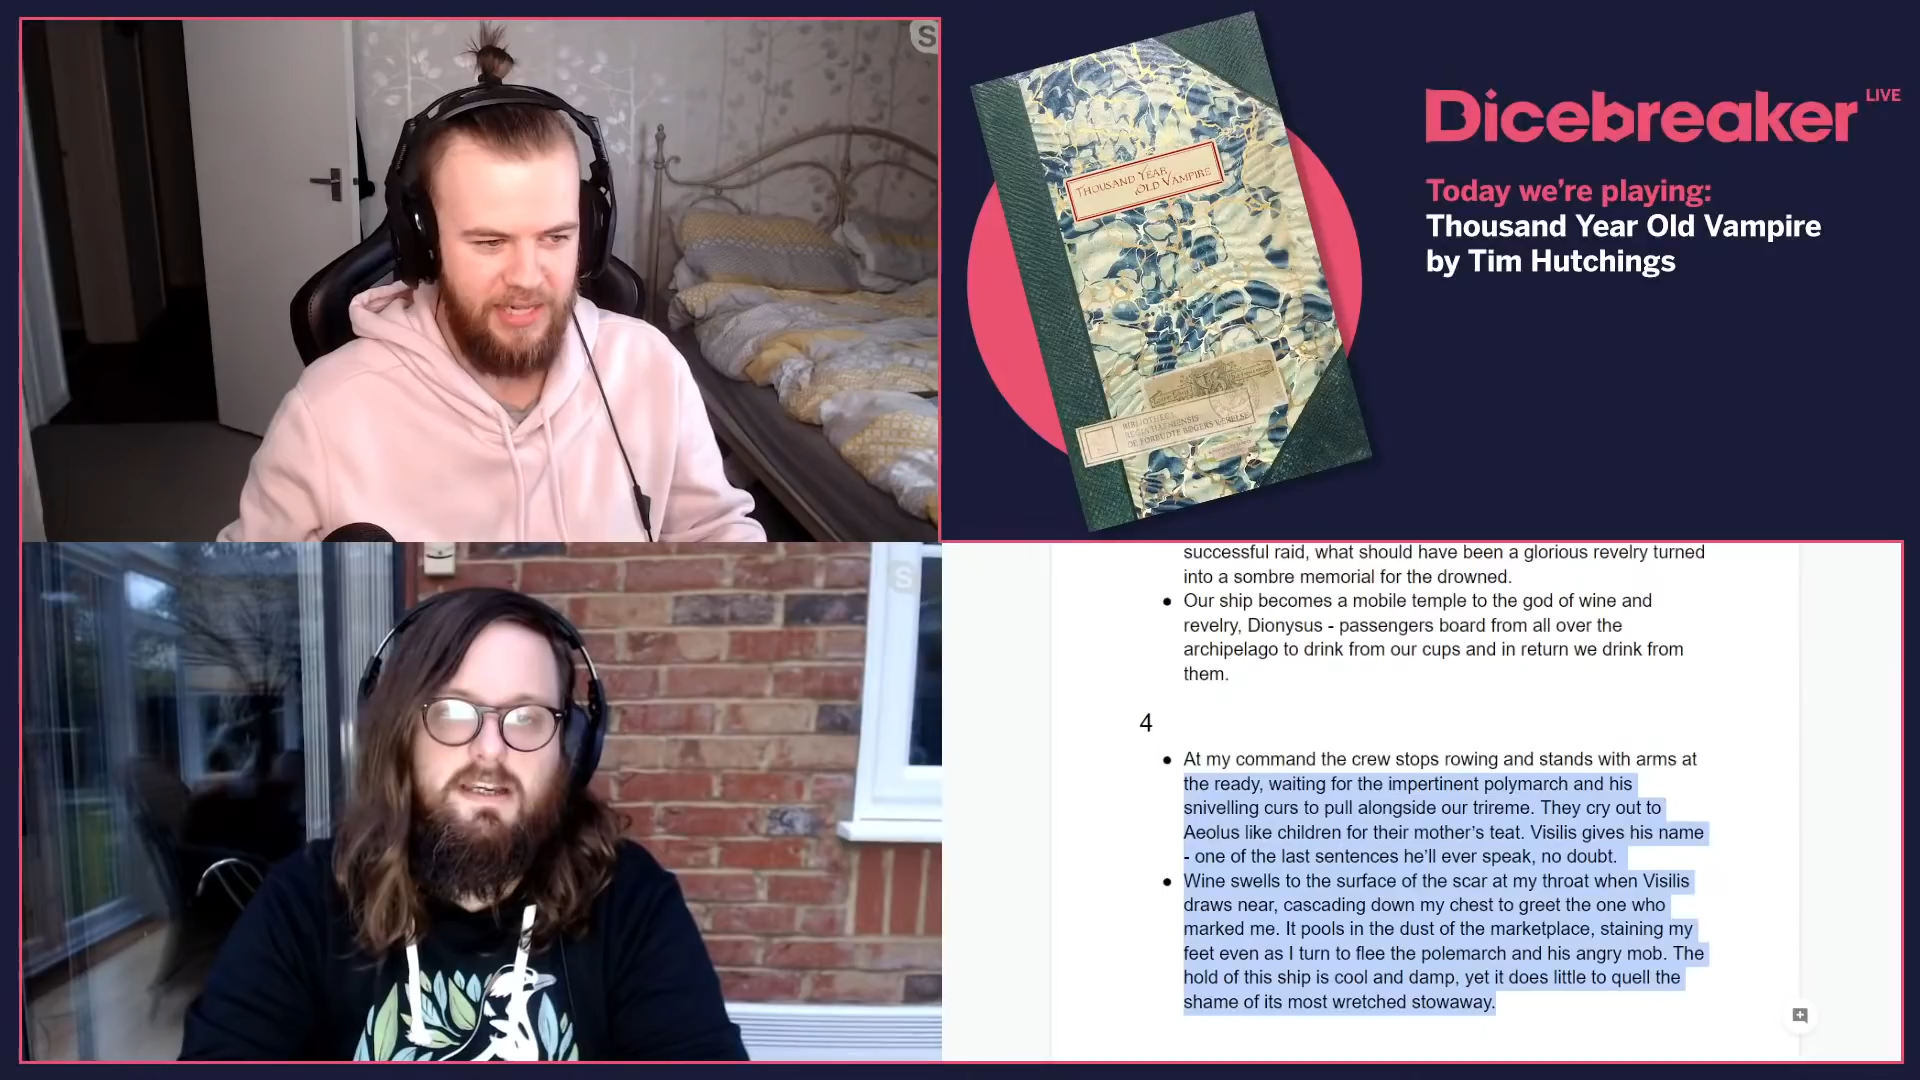 S
THOUSAND YEAR
OLD VAMPIRE
BIBLIOTHECA
REGIA HAFNIENSIS
DE FORBUDTE BØGERS VÆRELSE
Dicebreaker LIVE
Today we're playing:
Thousand Year Old Vampire
by Tim Hutchings
S
successful raid, what should have been a glorious revelry turned
into a sombre memorial for the drowned.
● Our ship becomes a mobile temple to the god of wine and
revelry, Dionysus - passengers board from all over the
archipelago to drink from our cups and in return we drink from
them.
4
● At my command the crew stops rowing and stands with arms at
the ready, waiting for the impertinent polymarch and his
snivelling curs to pull alongside our trireme. They cry out to
Aeolus like children for their mother's teat. Visilis gives his name
- one of the last sentences he'll ever speak, no doubt.
● Wine swells to the surface of the scar at my throat when Visilis
draws near, cascading down my chest to greet the one who
marked me. It pools in the dust of the marketplace, staining my
feet even as I turn to flee the polemarch and his angry mob. The
hold of this ship is cool and damp, yet it does little to quell the
shame of its most wretched stowaway.